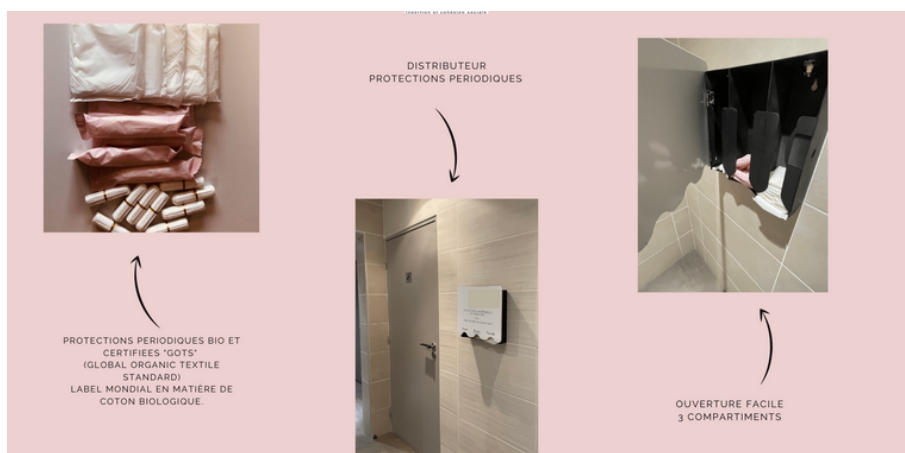 DISTRIBUTEUR
PROTECTIONS PERIODIQUES
PROTECTIONS PERIODIQUES BIO ET
CERTIFIEES "GOTS"
(GLOBAL ORGANIC TEXTILE
STANDARD)
LABEL MONDIAL EN MATIÈRE DE
COTON BIOLOGIQUE.
OUVERTURE FACILE
3 COMPARTIMENTS